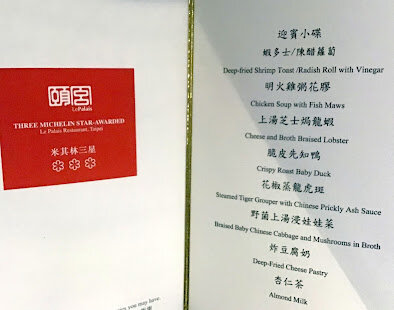 頤宮
LePalais
THREE MICHELIN STAR-AWARDED
Le Palais Restaurant, Taipei
米其林三星
you may have.
迎賓小碟
蝦多士/陳醋蘿蔔
Deep-fried Shrimp Toast /Radish Roll with Vinegar
明火雞粥花膠
Chicken Soup with Fish Maws
上湯芝士焗龍蝦
Cheese and Broth Braised Lobster
脆皮先知鴨
Crispy Roast Baby Duck
花椒蒸龍虎斑
Steamed Tiger Grouper with Chinese Prickly Ash Sauce
野菌上湯浸娃娃菜
Braised Baby Chinese Cabbage and Mushrooms in Broth
炸豆腐奶
Deep-Fried Cheese Pastry
杏仁茶
Almond Milk